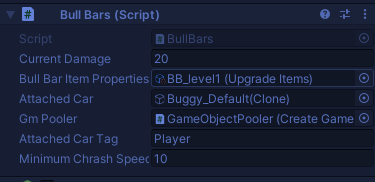 Bull Bars (Script)
Script BullBars
Current Damage 20
Bull Bar Item Properties BB_level1 (Upgrade Items)
Attached Car Buggy_Default(Clone)
Gm Pooler GameObjectPooler (Create Game
Attached Car Tag Player
Minimum Chrash Speed 10